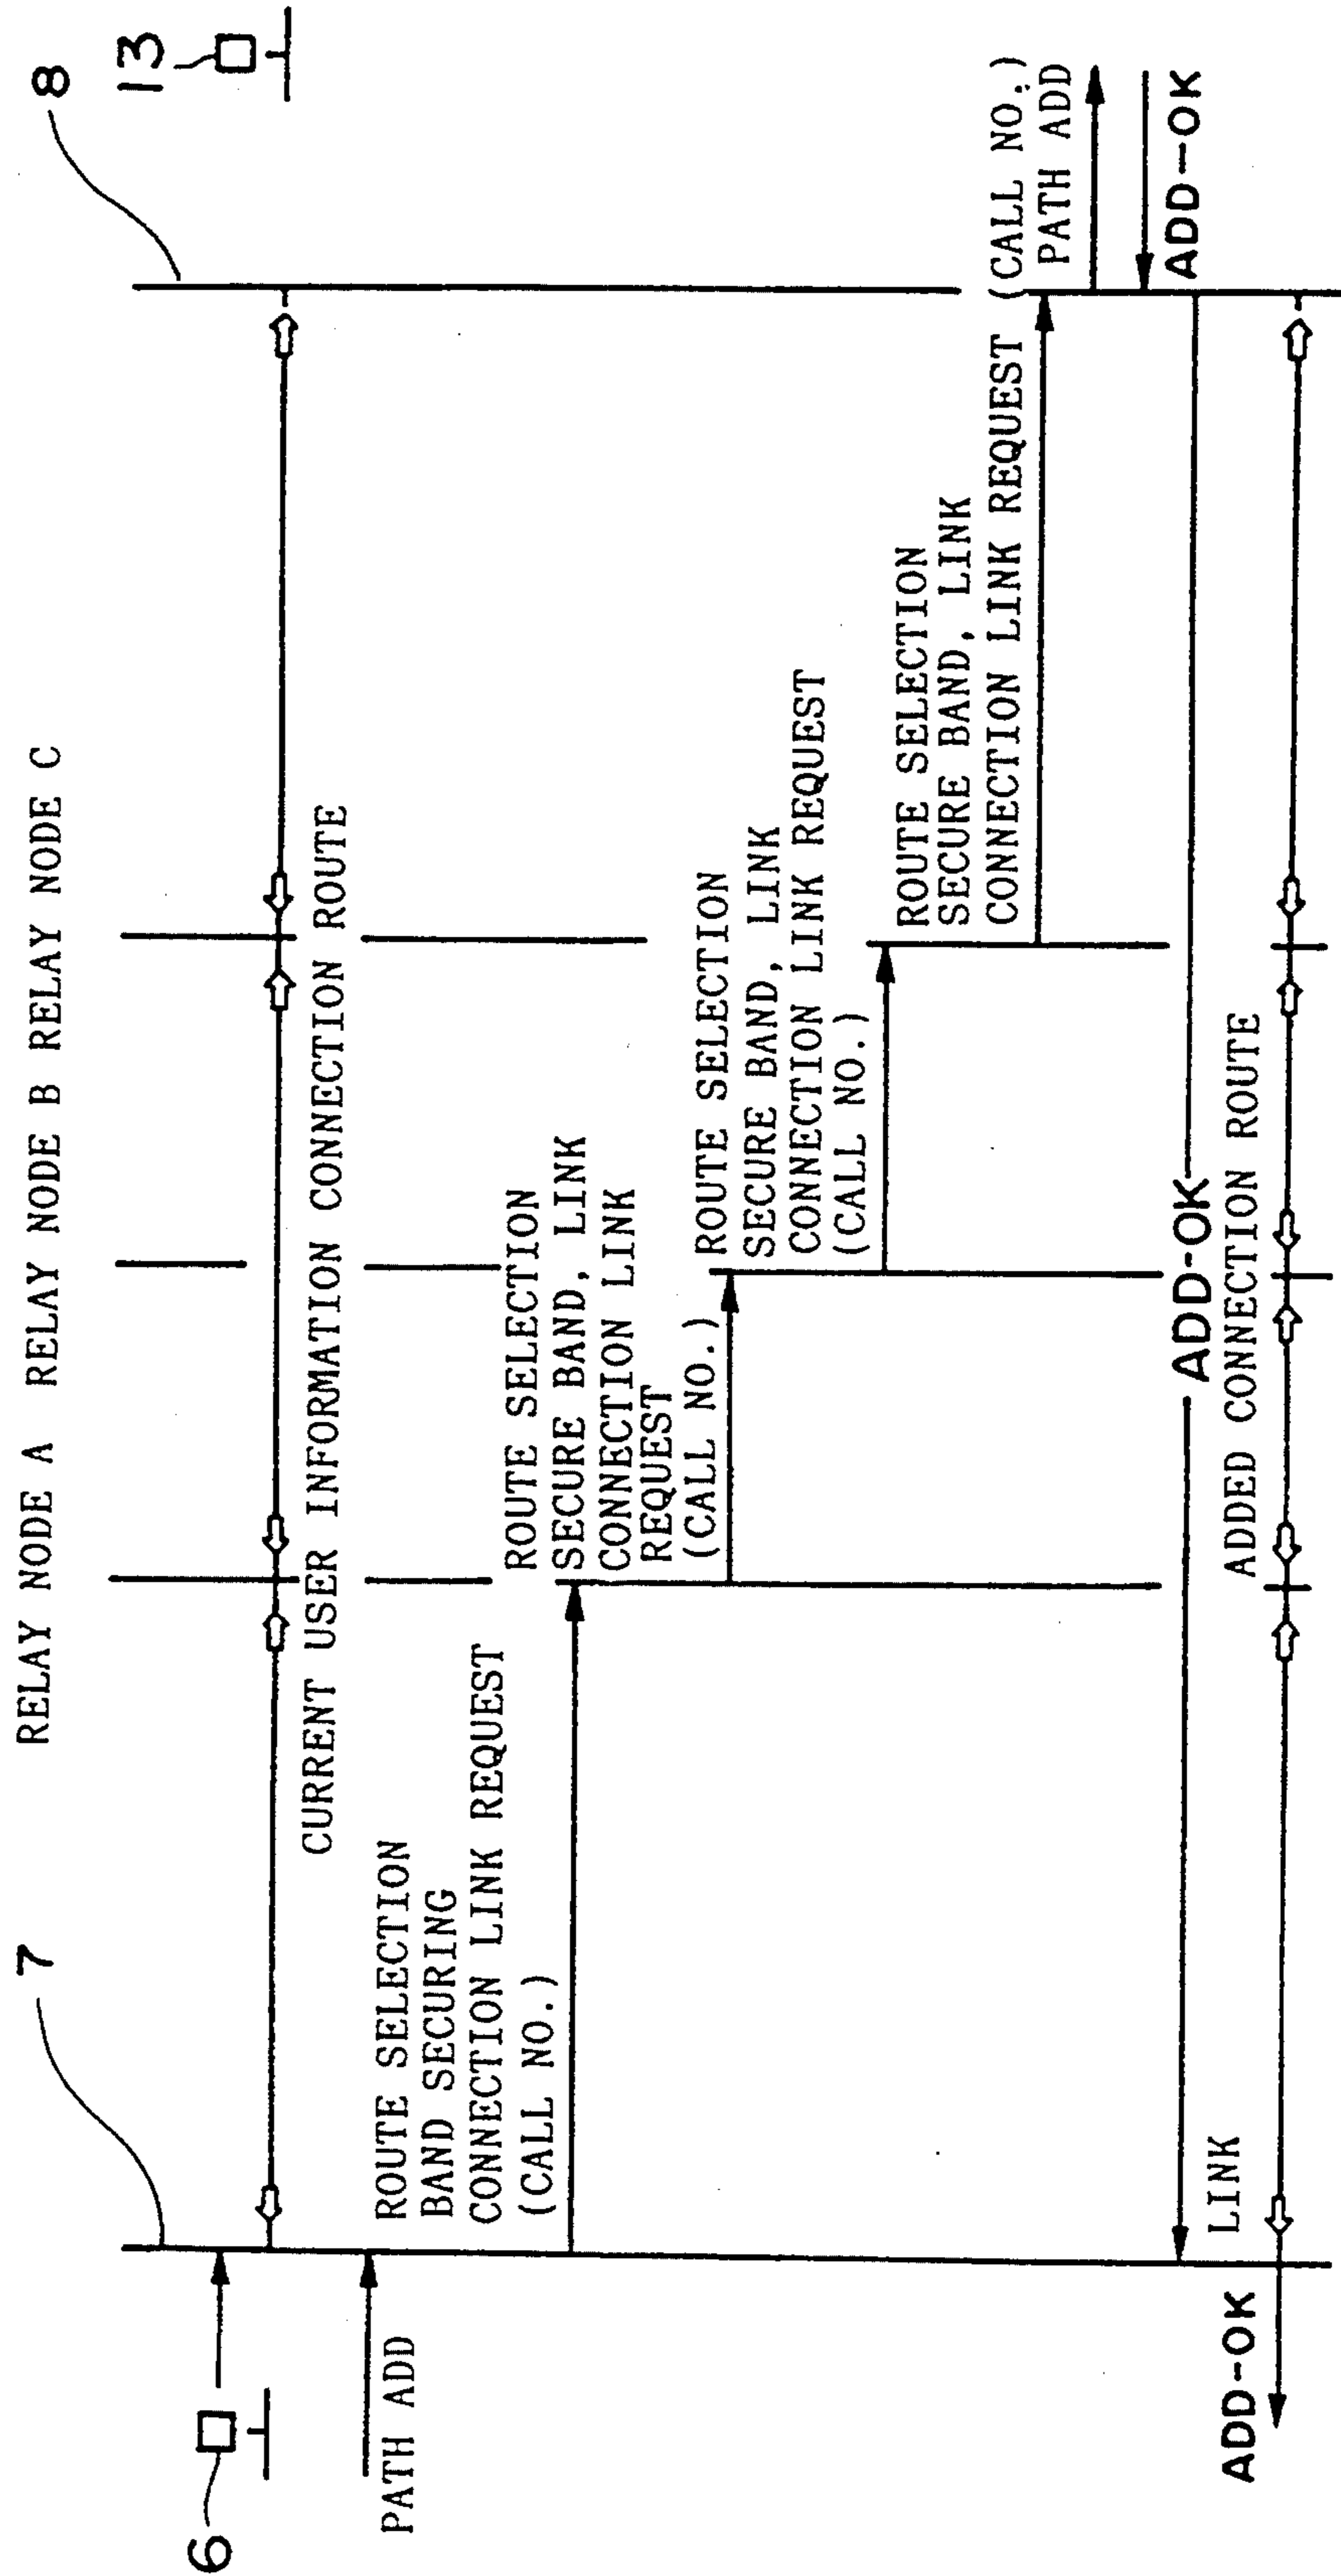 RELAY NODE A RELAY NODE B RELAY NODE C
7
8
13
6
CURRENT USER INFORMATION CONNECTION ROUTE
PATH ADD
ROUTE SELECTION
BAND SECURING
CONNECTION LINK REQUEST
(CALL NO.)
ROUTE SELECTION
SECURE BAND, LINK
CONNECTION LINK
REQUEST
(CALL NO.)
ROUTE SELECTION
SECURE BAND, LINK
CONNECTION LINK REQUEST
(CALL NO.)
ROUTE SELECTION
SECURE BAND, LINK
CONNECTION LINK REQUEST (CALL NO.)
PATH ADD
ADD-OK
ADD-OK
LINK
ADDED CONNECTION ROUTE
ADD-OK